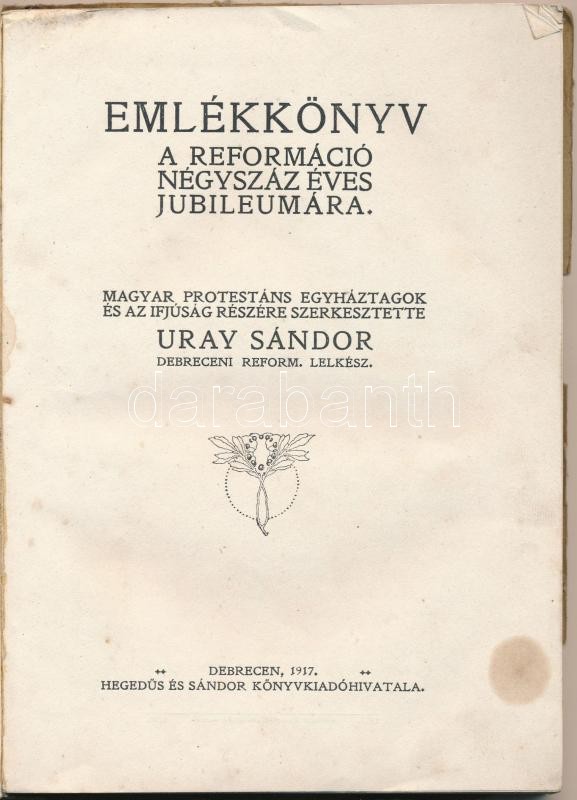 EMLÉKKÖNYV
A REFORMÁCIÓ
NÉGYSZÁZ ÉVES
JUBILEUMÁRA.
MAGYAR PROTESTÁNS EGYHÁZTAGOK
ÉS AZ IFJÚSÁG RÉSZÉRE SZERKESZTETTE
URAY SÁNDOR
DEBRECENI REFORM. LELKÉSZ.
darabanth
DEBRECEN, 1917.
HEGEDŰS ÉS SÁNDOR KÖNYVKIADÓHIVATALA.